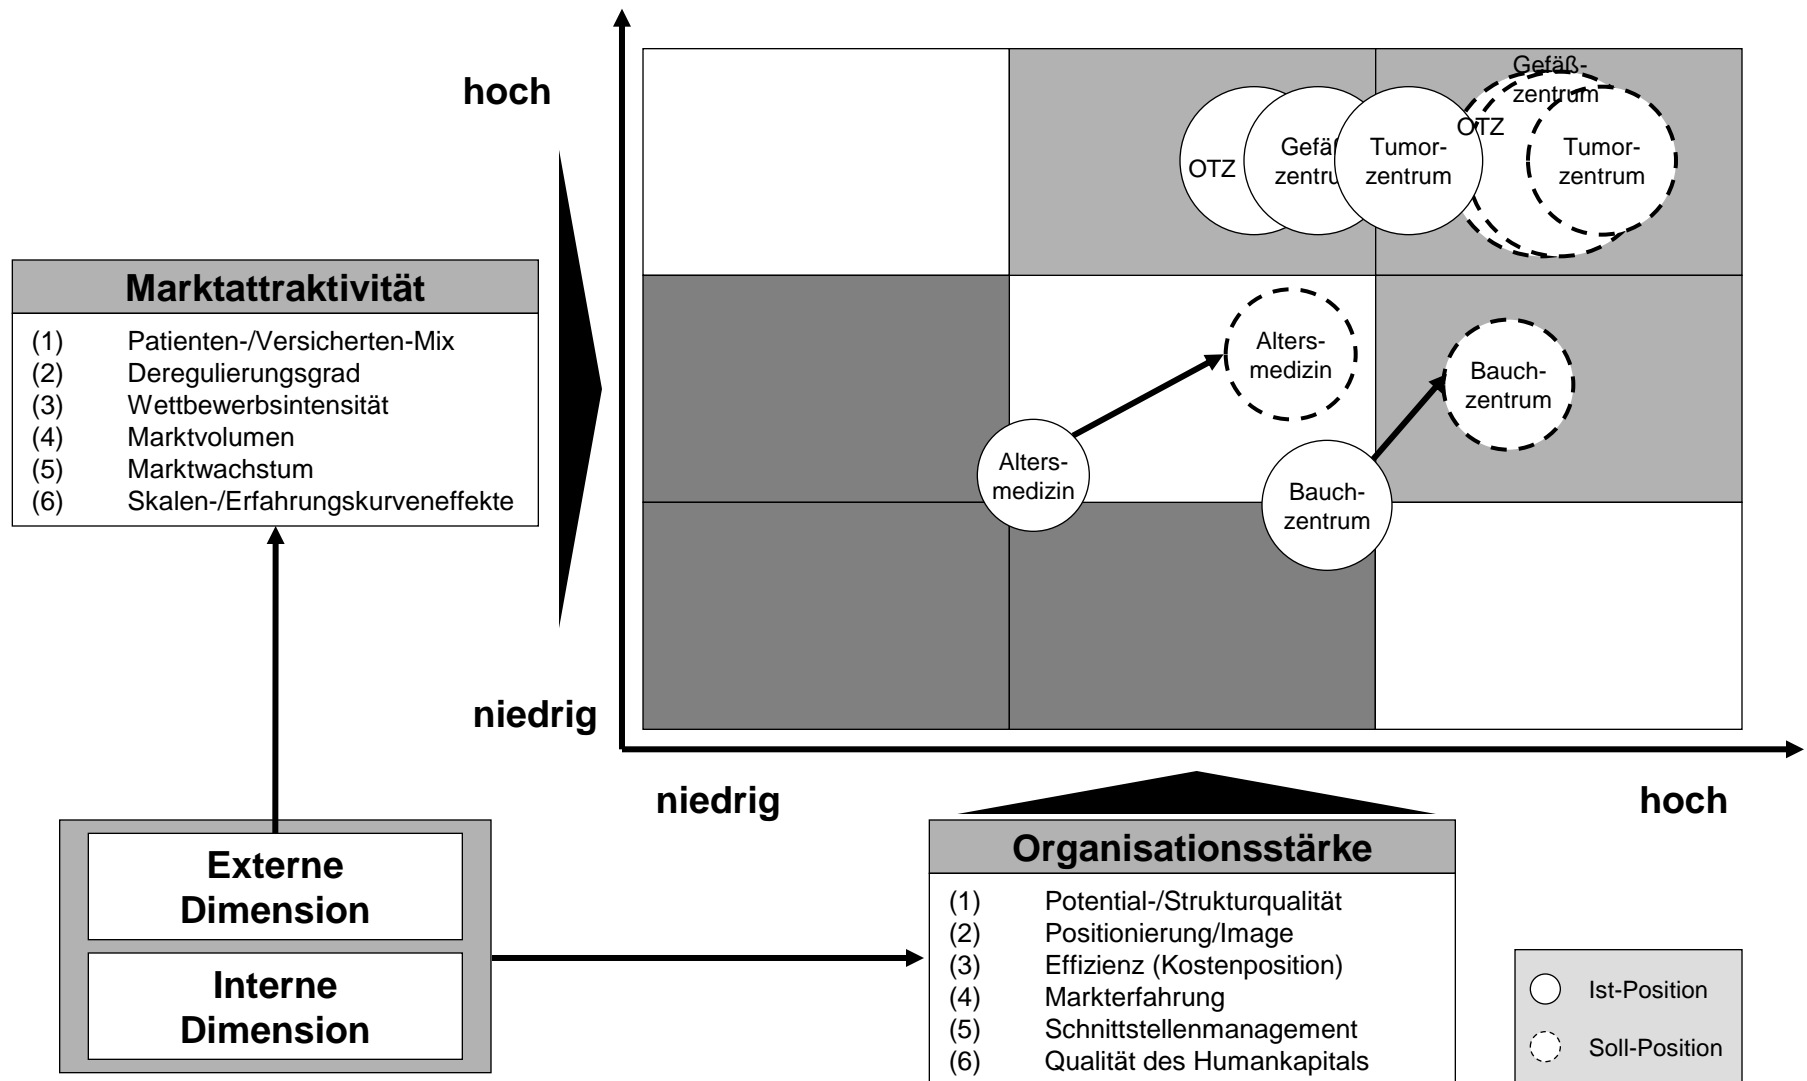 hoch
Gefäß-
zentrum
OTZ
OTZ
Gefäß
zentru
Tumor-
zentrum
Tumor-
zentrum
Marktattraktivität
(1) Patienten-/Versicherten-Mix
(2) Deregulierungsgrad
(3) Wettbewerbsintensität
(4) Marktvolumen
(5) Marktwachstum
(6) Skalen-/Erfahrungskurveneffekte
Alters-
medizin
Bauch-
zentrum
Alters-
medizin
Bauch-
zentrum
niedrig
niedrig
hoch
Externe
Dimension
Interne
Dimension
Organisationsstärke
(1) Potential-/Strukturqualität
(2) Positionierung/Image
(3) Effizienz (Kostenposition)
(4) Markterfahrung
(5) Schnittstellenmanagement
(6) Qualität des Humankapitals
Ist-Position
Soll-Position